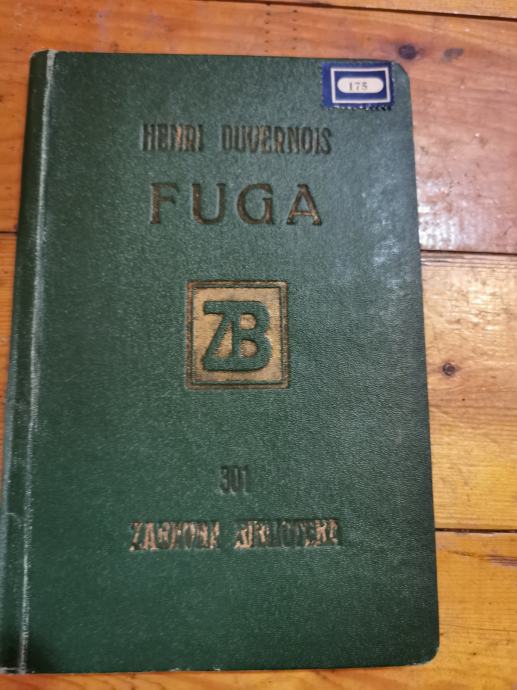 175
HENRI DUVERNOIS
FUGA
ZB
301
ZABAVNA BIBLIOTEKA